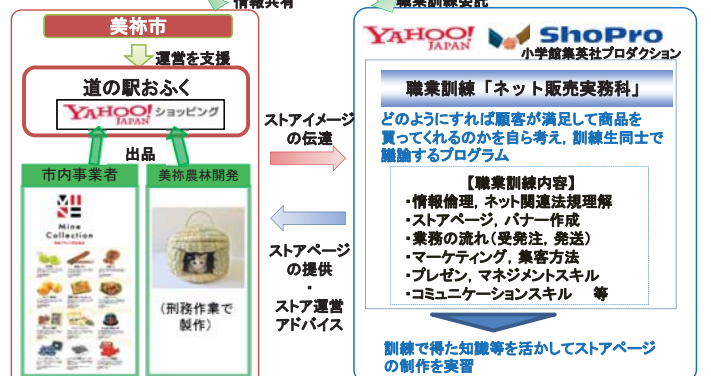 情報共有
職業訓練委託
美祢市
運営を支援
道の駅おふく
YAHOO! ショッピング
JAPAN
出品
市内事業者
美祢農林開発
Mine
Collection
(刑務作業で
製作)
ストアイメージ
の伝達
ストアページ
の提供
・
ストア運営
アドバイス
YAHOO!
JAPAN
ShoPro
小学館集英社プロダクション
職業訓練「ネット販売実務科」
どのようにすれば顧客が満足して商品を
買ってくれるのかを自ら考え,訓練生同士で
議論するプログラム
【職業訓練内容】
・情報倫理,ネット関連法規理解
・ストアページ,バナー作成
・業務の流れ(受発注,発送)
・マーケティング,集客方法
・プレゼン,マネジメントスキル
・コミュニケーションスキル 等
訓練で得た知識等を活かしてストアページ
の制作を実習